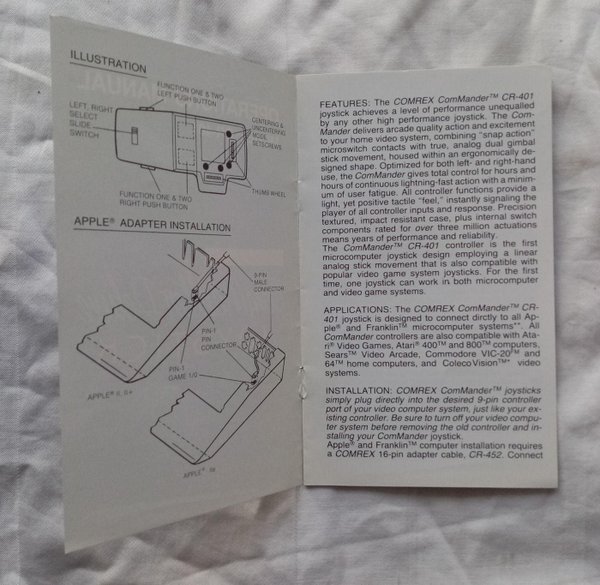 ILLUSTRATION
FUNCTION ONE & TWO
LEFT PUSH BUTTON
LEFT, RIGHT
SELECT
SLIDE
SWITCH
CENTERING &
UNCENTERING
MODE
SETSCREWS
THUMB WHEEL
FUNCTION ONE & TWO
RIGHT PUSH BUTTON
APPLE® ADAPTER INSTALLATION
9-PIN
MALE
CONNECTOR
PIN-1
PIN
CONNECTOR
PIN-1
GAME 1/0
APPLE II, II+
APPLE® IIe
FEATURES: The COMREX ComMander™ CR-401
joystick achieves a level of performance unequalled
by any other high performance joystick. The Com-
Mander delivers arcade quality action and excitement
to your home video system, combining "snap action"
microswitch contacts with true, analog dual gimbal
stick movement, housed within an ergonomically de-
signed shape. Optimized for both left- and right-hand
use, the ComMander gives total control for hours and
hours of continuous lightning-fast action with a minim-
um of user fatigue. All controller functions provide a
light, yet positive tactile "feel," instantly signaling the
player of all controller inputs and response. Precision
textured, impact resistant case, plus internal switch
components rated for over three million actuations
means years of performance and reliability.
The ComMander™ CR-401 controller is the first
microcomputer joystick design employing a linear
analog stick movement that is also compatible with
popular video game system joysticks. For the first
time, one joystick can work in both microcomputer
and video game systems.
APPLICATIONS: The COMREX ComMander™ CR-
401 joystick is designed to connect dirctly to all Ap-
ple® and Franklin™ microcomputer systems**. All
ComMander controllers are also compatible with Ata-
ri® Video Games, Atari® 400™ and 800™ computers,
Sears™ Video Arcade, Commodore VIC-20™ and
64™ home computers, and ColecoVision™* video
systems.
INSTALLATION: COMREX ComMander™ joysticks
simply plug directly into the desired 9-pin controller
port of your video computer system, just like your ex-
isting controller. Be sure to turn off your video compu-
ter system before removing the old controller and in-
stalling your ComMander joystick.
Apple® and Franklin™ computer installation requires
a COMREX 16-pin adapter cable, CR-452. Connect